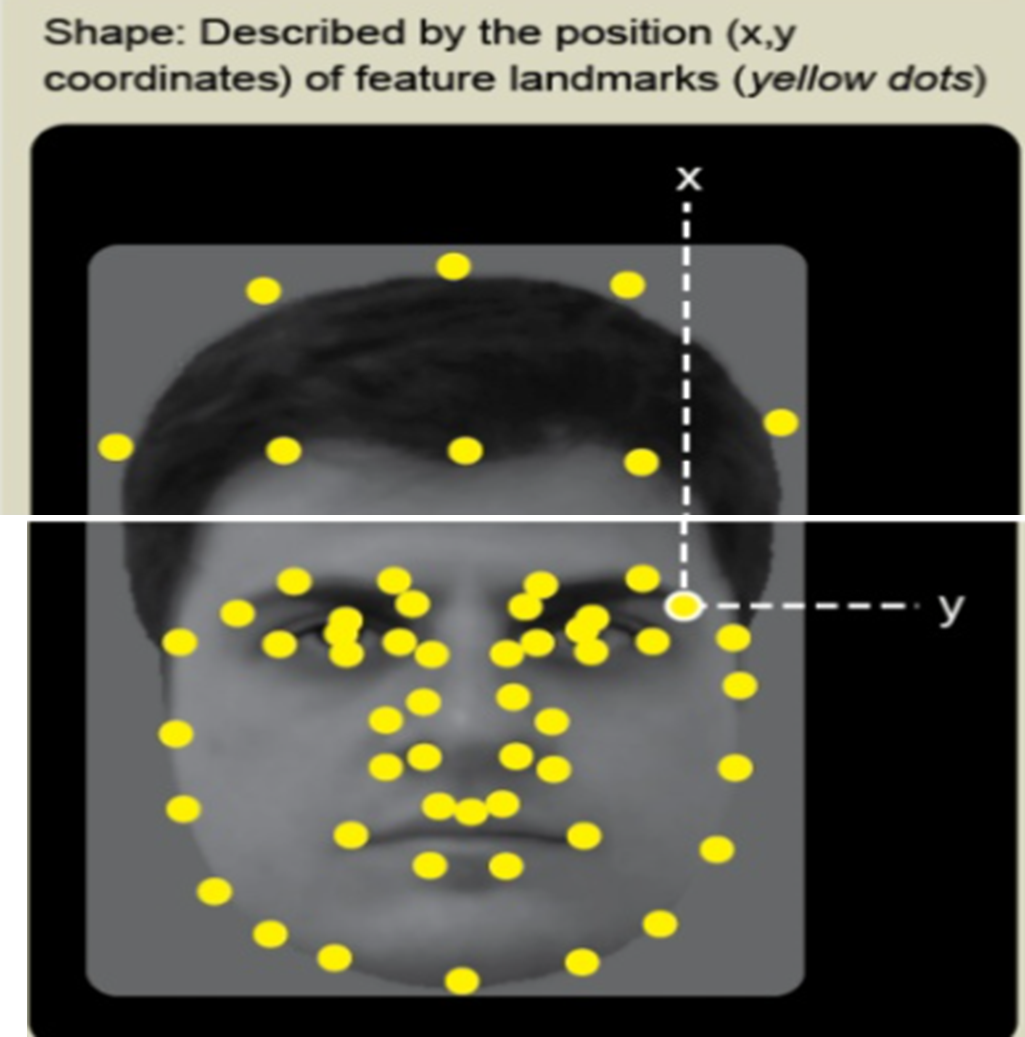 Shape: Described by the position (x,y
coordinates) of feature landmarks (yellow dots)
x
y